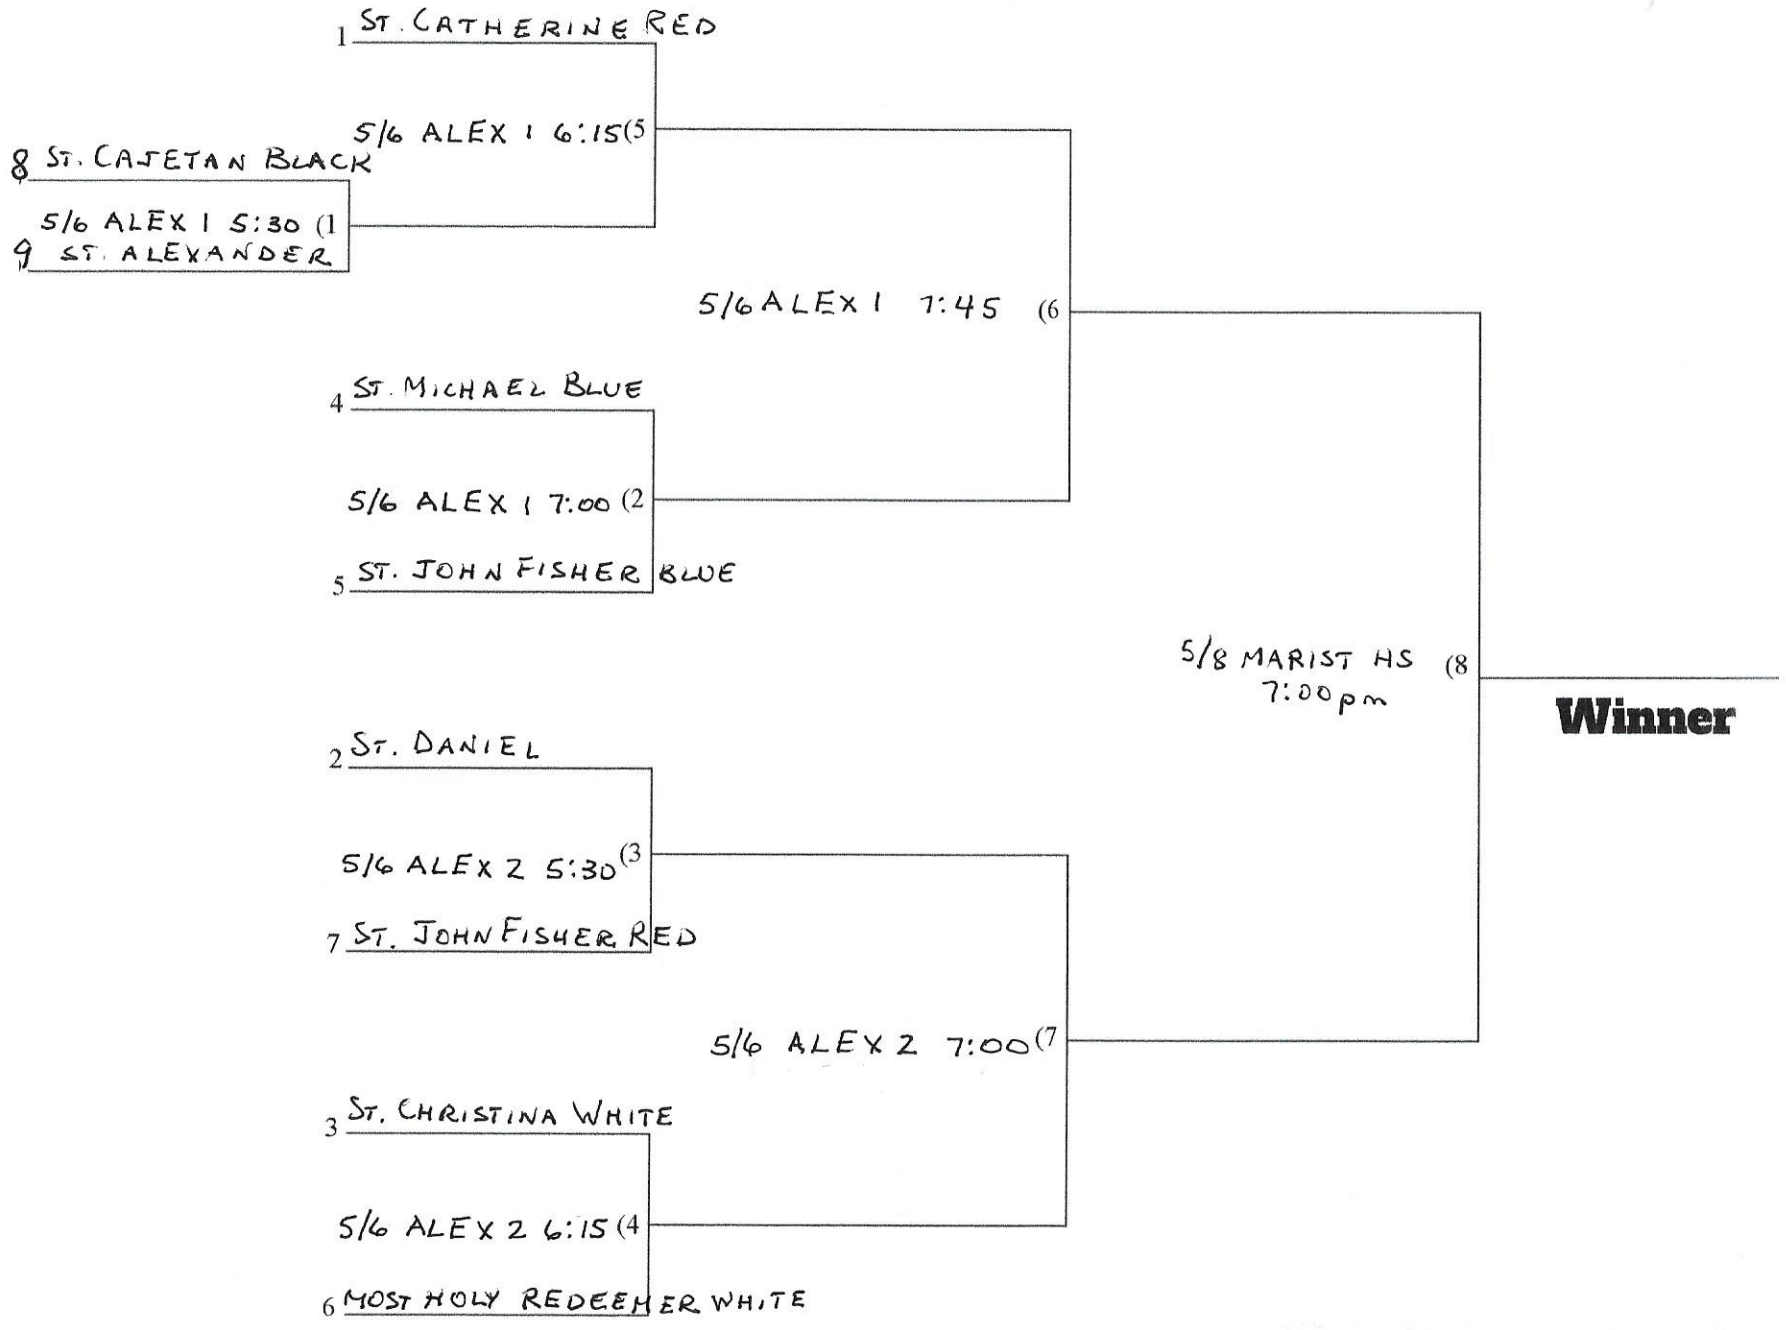 1 ST. CATHERINE RED
5/6 ALEX 1 6:15 (5
8 ST. CAJETAN BLACK
5/6 ALEX 1 5:30 (1
9 ST. ALEXANDER
5/6 ALEX 1 7:45 (6
4 ST. MICHAEL BLUE
5/6 ALEX 1 7:00 (2
5 ST. JOHN FISHER BLUE
5/8 MARIST HS (8
7:00pm
Winner
2 ST. DANIEL
5/6 ALEX 2 5:30 (3
7 ST. JOHN FISHER RED
5/6 ALEX 2 7:00 (7
3 ST. CHRISTINA WHITE
5/6 ALEX 2 6:15 (4
6 MOST HOLY REDEEMER WHITE